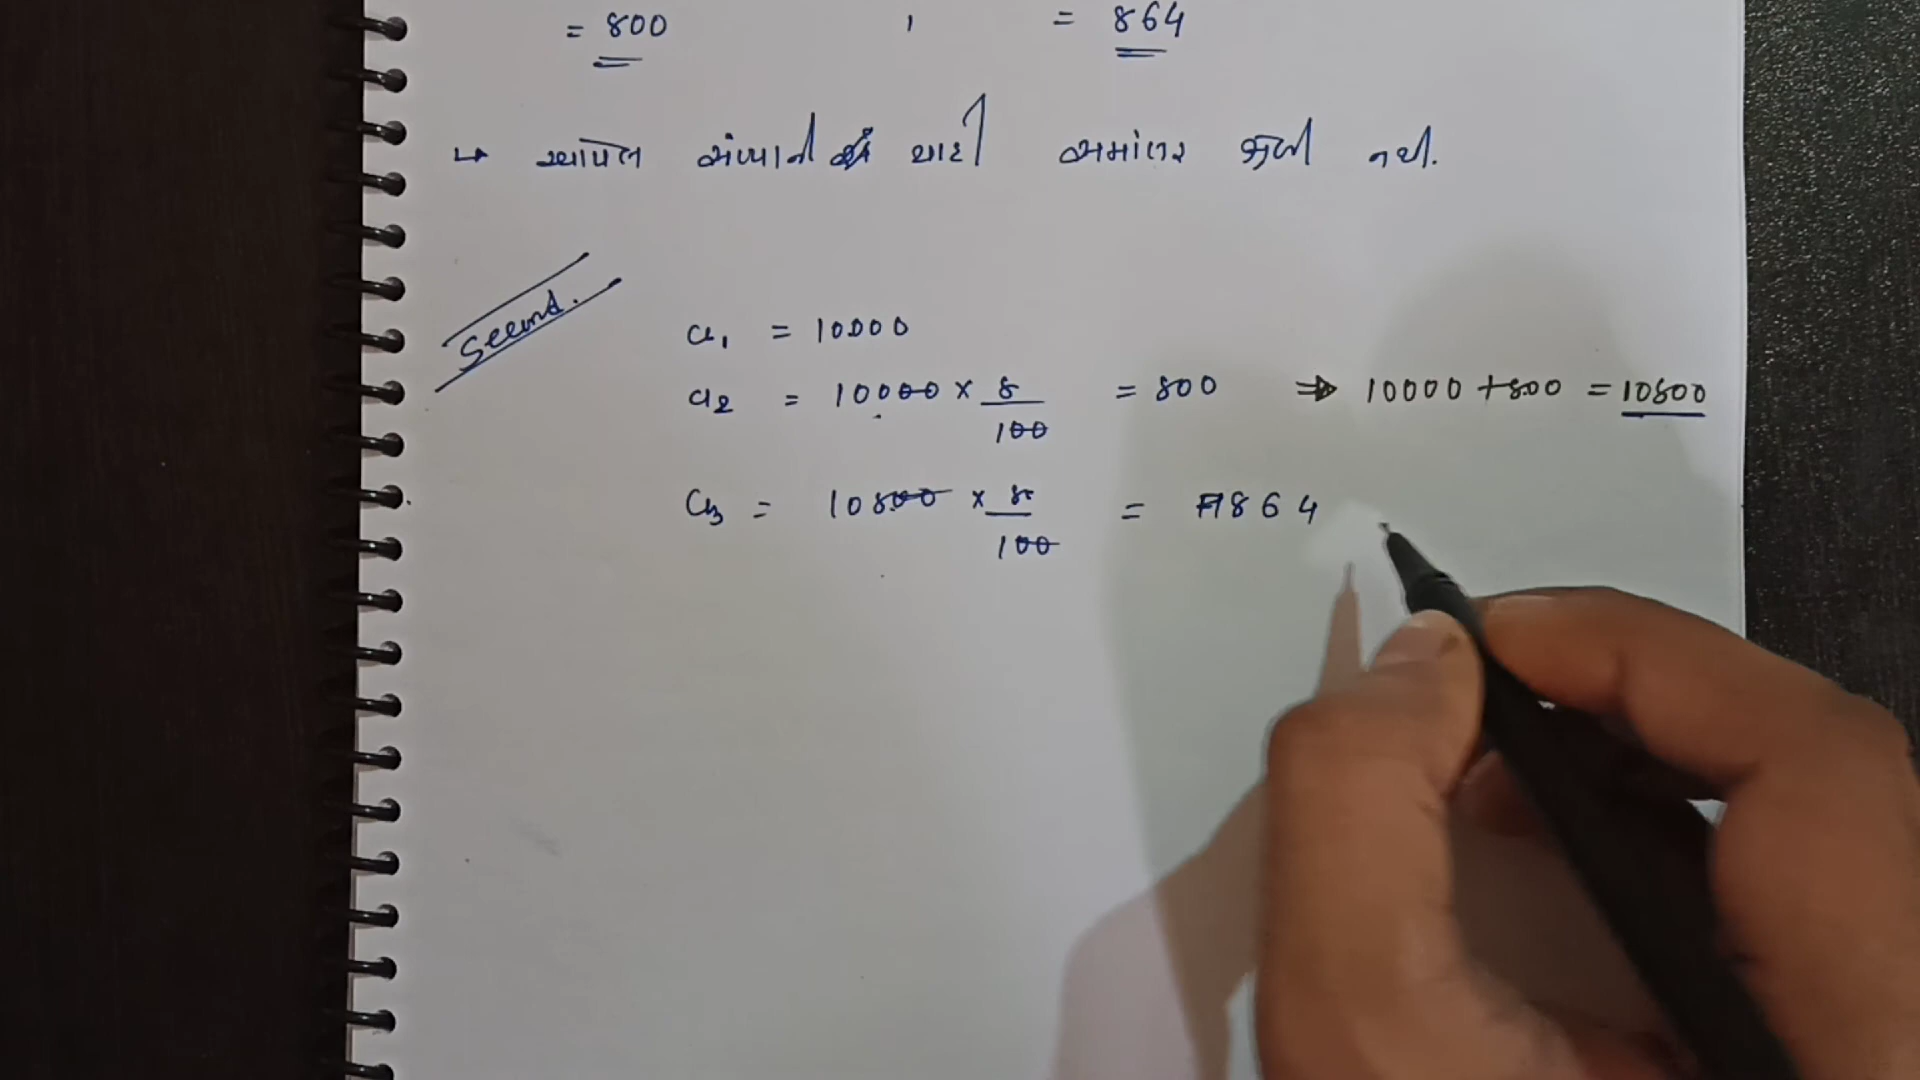 = 800 , = 864
↳ આપેલ સંખ્યાની યાદી સમાંતર શ્રેણી નથી.
Second.
a₁ = 10000
a₂ = 10000 × 8/100 = 800 ⇒ 10000 + 800 = 10800
a₃ = 10800 × 8/100 = 864